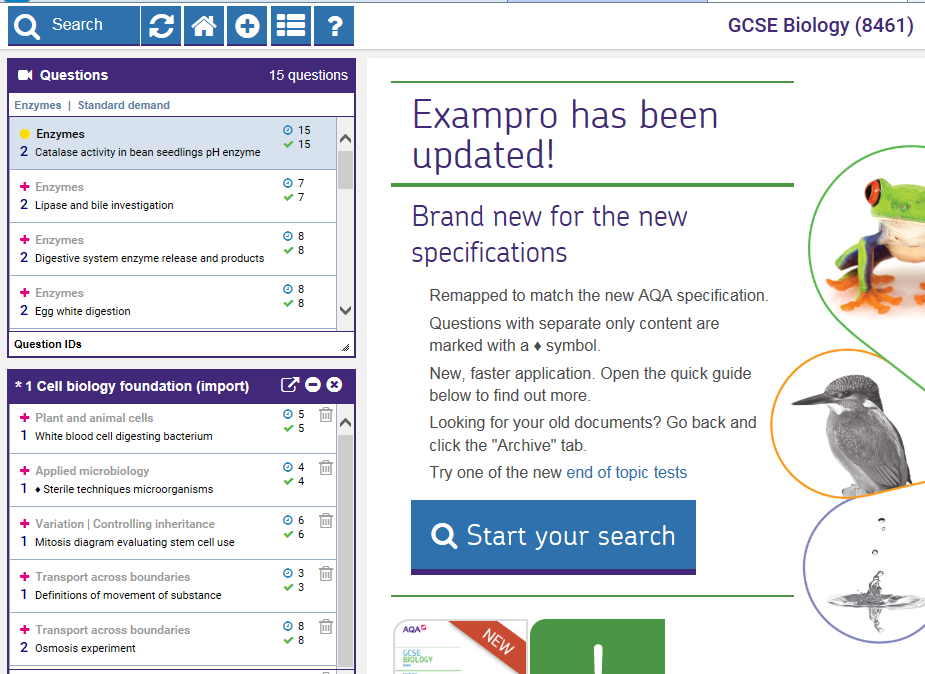 Search
?
GCSE Biology (8461)
Questions 15 questions
Enzymes | Standard demand
Enzymes 15
2 Catalase activity in bean seedlings pH enzyme 15
Enzymes 7
2 Lipase and bile investigation 7
Enzymes 8
2 Digestive system enzyme release and products 8
Enzymes 8
2 Egg white digestion 8
Question IDs
* 1 Cell biology foundation (import)
Plant and animal cells 5
1 White blood cell digesting bacterium 5
Applied microbiology 4
1 ♦ Sterile techniques microorganisms 4
Variation | Controlling inheritance 6
1 Mitosis diagram evaluating stem cell use 6
Transport across boundaries 3
1 Definitions of movement of substance 3
Transport across boundaries 8
2 Osmosis experiment 8
Exampro has been
updated!
Brand new for the new
specifications
Remapped to match the new AQA specification.
Questions with separate only content are
marked with a ♦ symbol.
New, faster application. Open the quick guide
below to find out more.
Looking for your old documents? Go back and
click the "Archive" tab.
Try one of the new end of topic tests
Start your search
AQA
NEW
GCSE
BIOLOGY